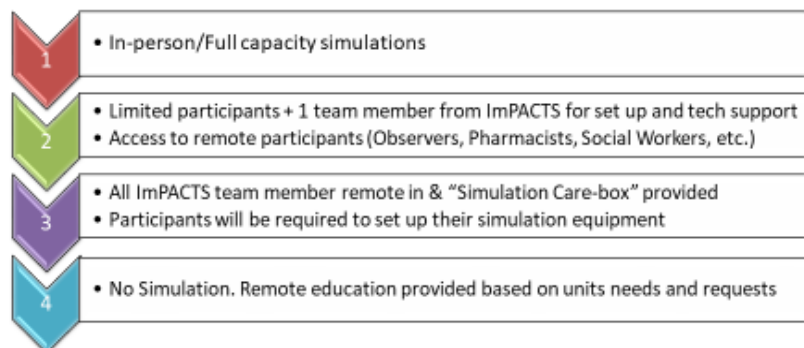 1
• In-person/Full capacity simulations
2
• Limited participants + 1 team member from ImPACTS for set up and tech support
• Access to remote participants (Observers, Pharmacists, Social Workers, etc.)
3
• All ImPACTS team member remote in & “Simulation Care-box” provided
• Participants will be required to set up their simulation equipment
4
• No Simulation. Remote education provided based on units needs and requests